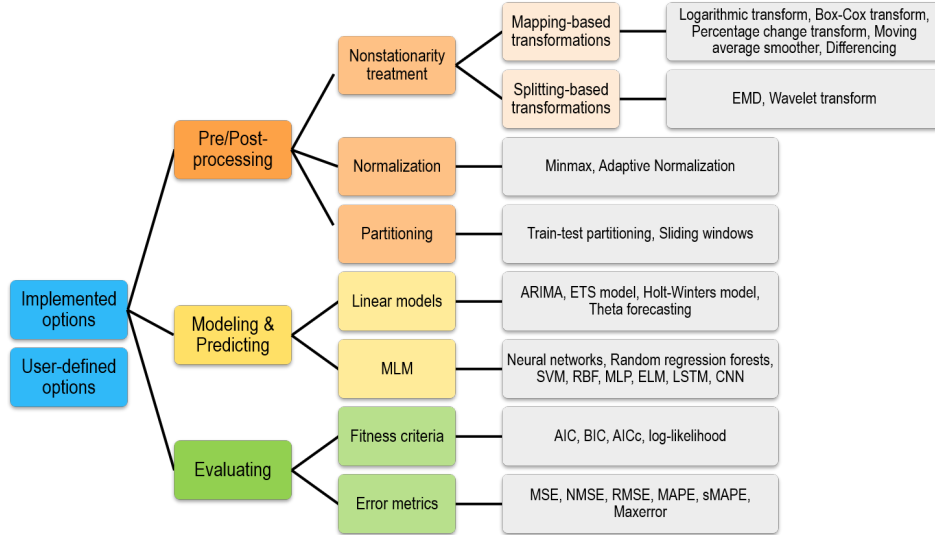 Implemented
options
User-defined
options
Pre/Post-
processing
Nonstationarity
treatment
Mapping-based
transformations
Logarithmic transform, Box-Cox transform,
Percentage change transform, Moving
average smoother, Differencing
Splitting-based
transformations
EMD, Wavelet transform
Normalization
Minmax, Adaptive Normalization
Partitioning
Train-test partitioning, Sliding windows
Modeling &
Predicting
Linear models
ARIMA, ETS model, Holt-Winters model,
Theta forecasting
MLM
Neural networks, Random regression forests,
SVM, RBF, MLP, ELM, LSTM, CNN
Evaluating
Fitness criteria
AIC, BIC, AICc, log-likelihood
Error metrics
MSE, NMSE, RMSE, MAPE, sMAPE,
Maxerror